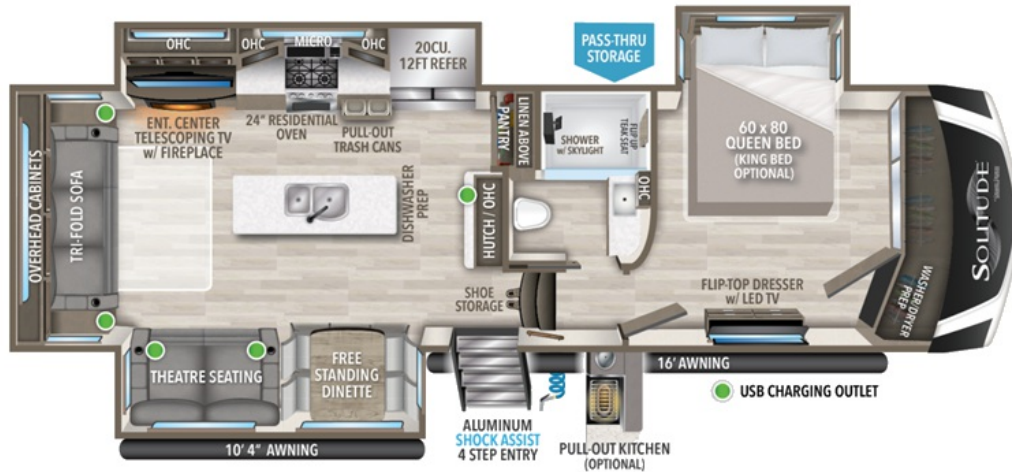 OHC
OHC
MICRO
OHC
20CU.
12FT REFER
PASS-THRU
STORAGE
ENT. CENTER
TELESCOPING TV
w/ FIREPLACE
24" RESIDENTIAL
OVEN
PULL-OUT
TRASH CANS
PANTRY
LINEN ABOVE
SHOWER
w/ SKYLIGHT
FLIP UP
TEAK SEAT
60 x 80
QUEEN BED
(KING BED
OPTIONAL)
OVERHEAD CABINETS
TRI-FOLD SOFA
DISHWASHER
PREP
HUTCH / OHC
OHC
SOLITUDE
SHOE
STORAGE
FLIP-TOP DRESSER
w/ LED TV
WASHER/DRYER
PREP
THEATRE SEATING
FREE
STANDING
DINETTE
16' AWNING
USB CHARGING OUTLET
10' 4" AWNING
ALUMINUM
SHOCK ASSIST
4 STEP ENTRY
PULL-OUT KITCHEN
(OPTIONAL)